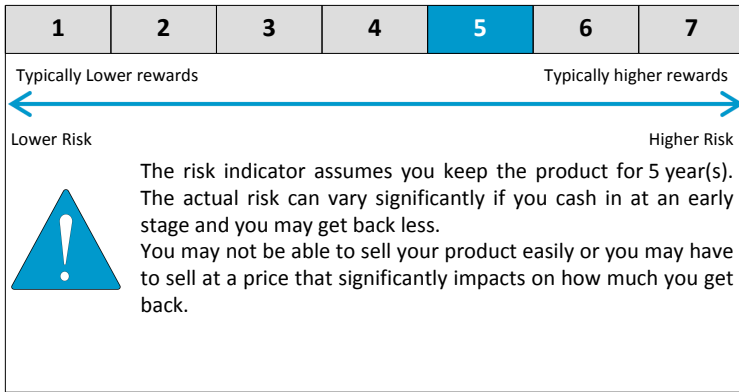 1 2 3 4 5 6 7
Typically Lower rewards Typically higher rewards
Lower Risk Higher Risk
The risk indicator assumes you keep the product for 5 year(s).
The actual risk can vary significantly if you cash in at an early
stage and you may get back less.
You may not be able to sell your product easily or you may have
to sell at a price that significantly impacts on how much you get
back.